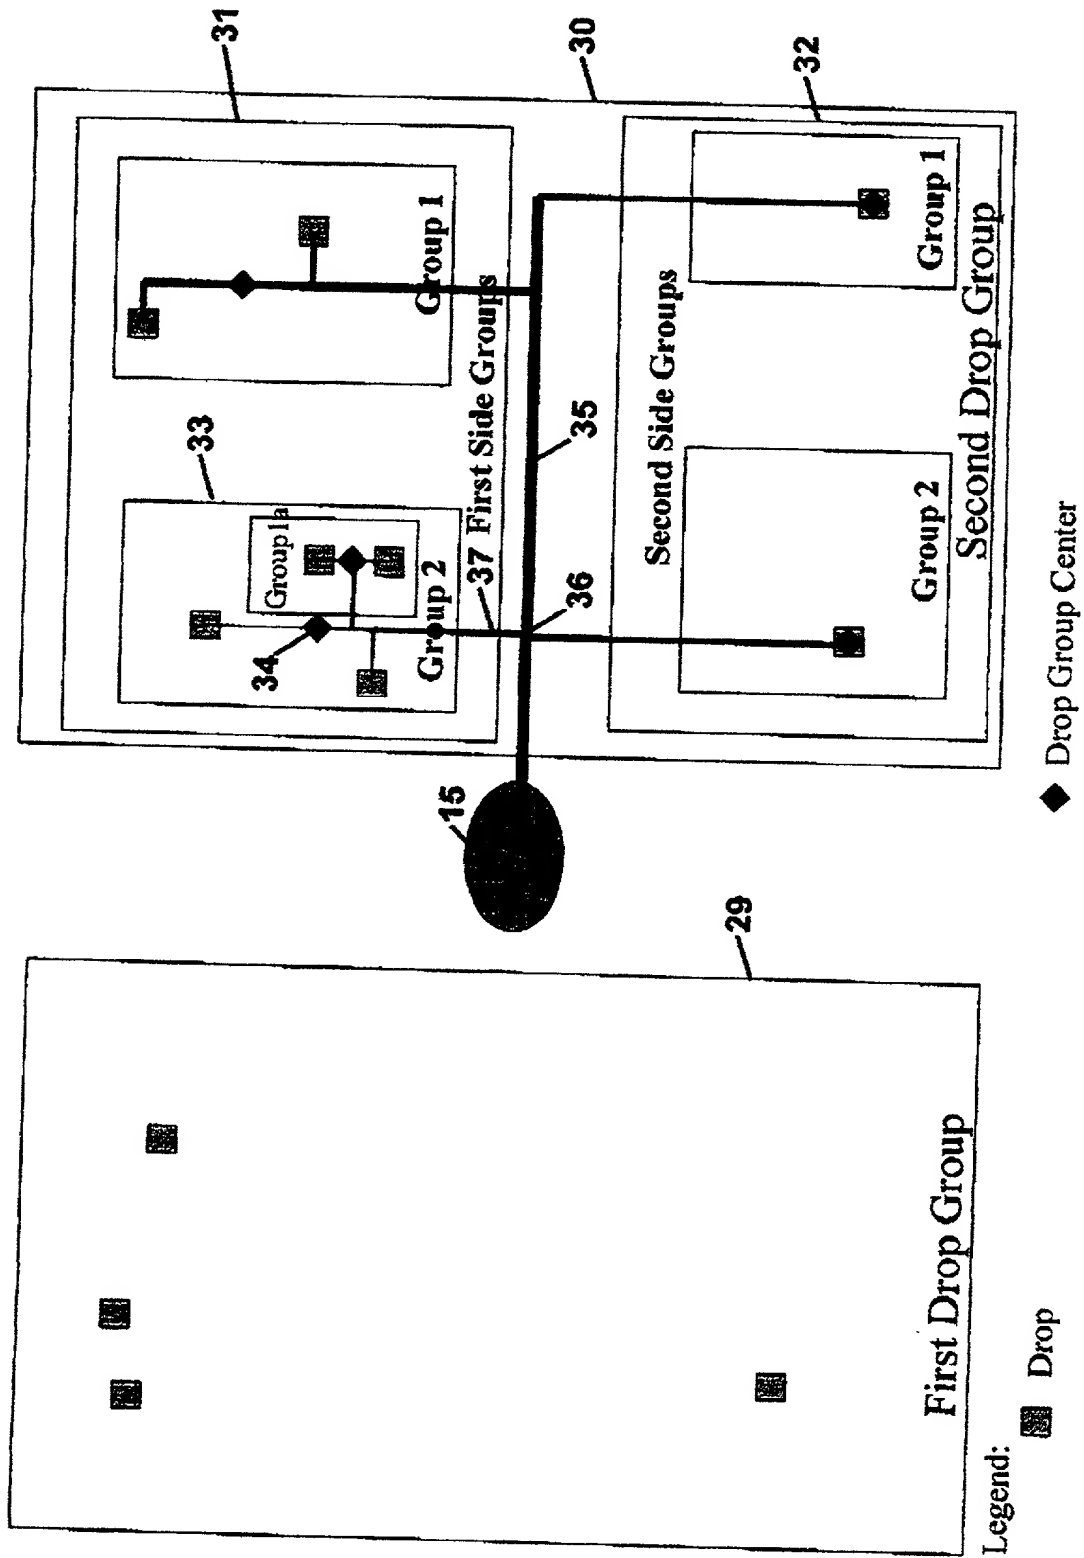 31
30
32
33
Group 1
Group 1
Group1a
34
Group 2
37
First Side Groups
35
36
Second Side Groups
Group 2
Second Drop Group
15
29
First Drop Group
Legend:
Drop
Drop Group Center